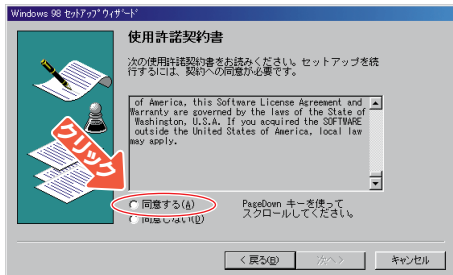 Windows 98 セットアップ ウィザード
使用許諾契約書
次の使用許諾契約書をお読みください。セットアップを続
行するには、契約への同意が必要です。
of America, this Software License Agreement and
Warranty are governed by the laws of the State of
Washington, U.S.A. If you acquired the SOFTWARE
outside the United States of America, local law
may apply.
クリック
同意する(A)
同意しない(D)
PageDown キーを使って
スクロールしてください。
< 戻る(B)
次へ >
キャンセル